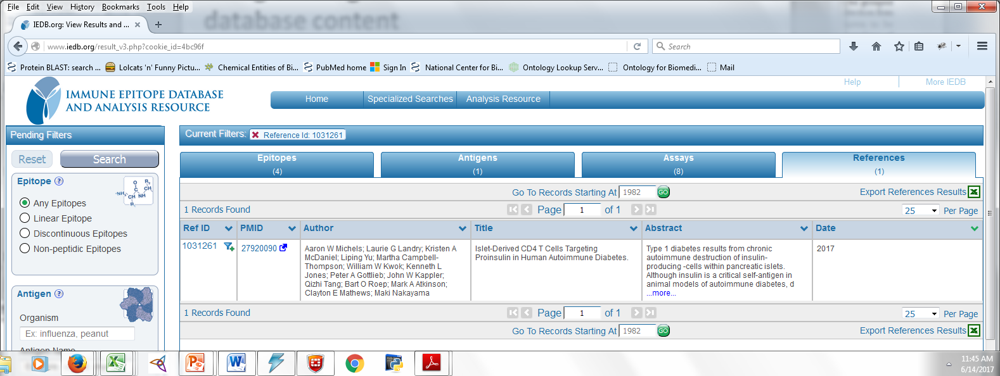 File Edit View History Bookmarks Tools Help
database content
IEDB.org: View Results and ... × +
www.iedb.org/result_v3.php?cookie_id=4bc96f
Search
Protein BLAST: search ... Lolcats 'n' Funny Pictu... Chemical Entities of Bi... PubMed home Sign In National Center for Bi... Ontology Lookup Serv... Ontology for Biomedi... Mail
Help More IEDB
IMMUNE EPITOPE DATABASE
AND ANALYSIS RESOURCE
Home Specialized Searches Analysis Resource
Pending Filters
Reset Search
Epitope ?
Any Epitopes
Linear Epitope
Discontinuous Epitopes
Non-peptidic Epitopes
Antigen ?
Organism
Ex: influenza, peanut
Antigen Name
Current Filters: Reference Id: 1031261
Epitopes Antigens Assays References
(4) (1) (8) (1)
Go To Records Starting At 1982 GO Export References Results
1 Records Found Page 1 of 1 25 Per Page
Ref ID PMID Author Title Abstract Date
1031261
27920090
Aaron W Michels; Laurie G Landry; Kristen A
McDaniel; Liping Yu; Martha Campbell-
Thompson; William W Kwok; Kenneth L
Jones; Peter A Gottlieb; John W Kappler;
Qizhi Tang; Bart O Roep; Mark A Atkinson;
Clayton E Mathews; Maki Nakayama
Islet-Derived CD4 T Cells Targeting
Proinsulin in Human Autoimmune Diabetes.
Type 1 diabetes results from chronic
autoimmune destruction of insulin-
producing -cells within pancreatic islets.
Although insulin is a critical self-antigen in
animal models of autoimmune diabetes, d
...more...
2017
1 Records Found Page 1 of 1 25 Per Page
Go To Records Starting At 1982 GO Export References Results
11:45 AM
6/14/2017